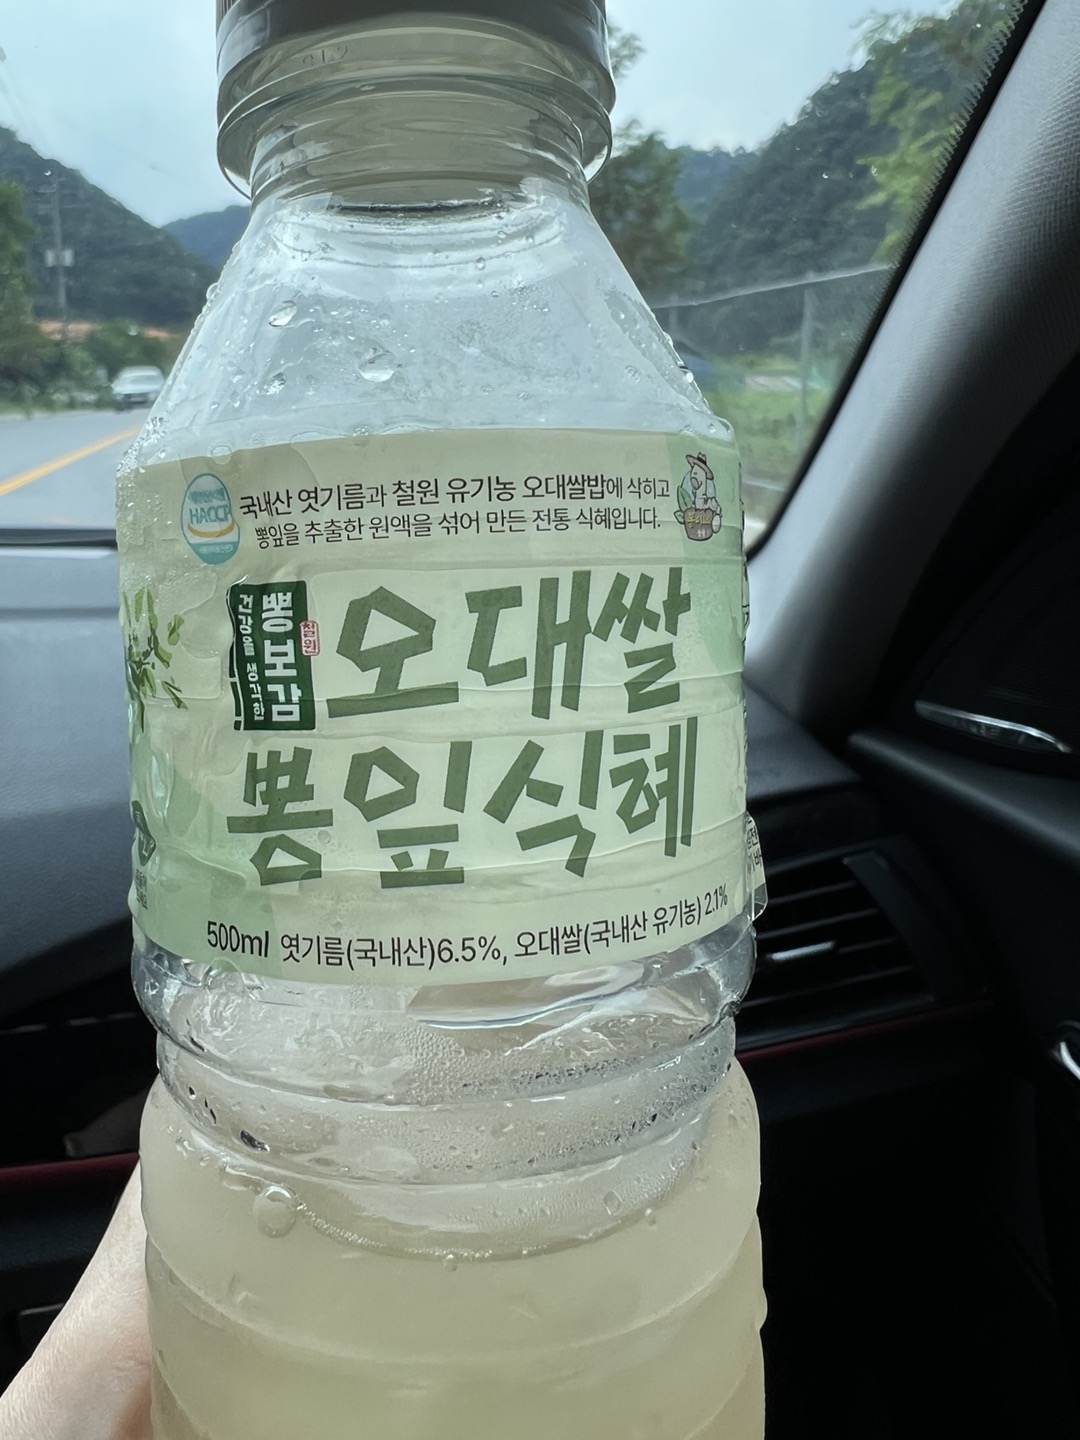 국내산 엿기름과 철원 유기농 오대쌀밥에 삭히고
뽕잎을 추출한 원액을 섞어 만든 전통 식혜입니다.
HACCP
건강을 생각한
뽕보감
철원
오대쌀
뽕잎식혜
500ml 엿기름(국내산)6.5%, 오대쌀(국내산 유기농) 2.1%